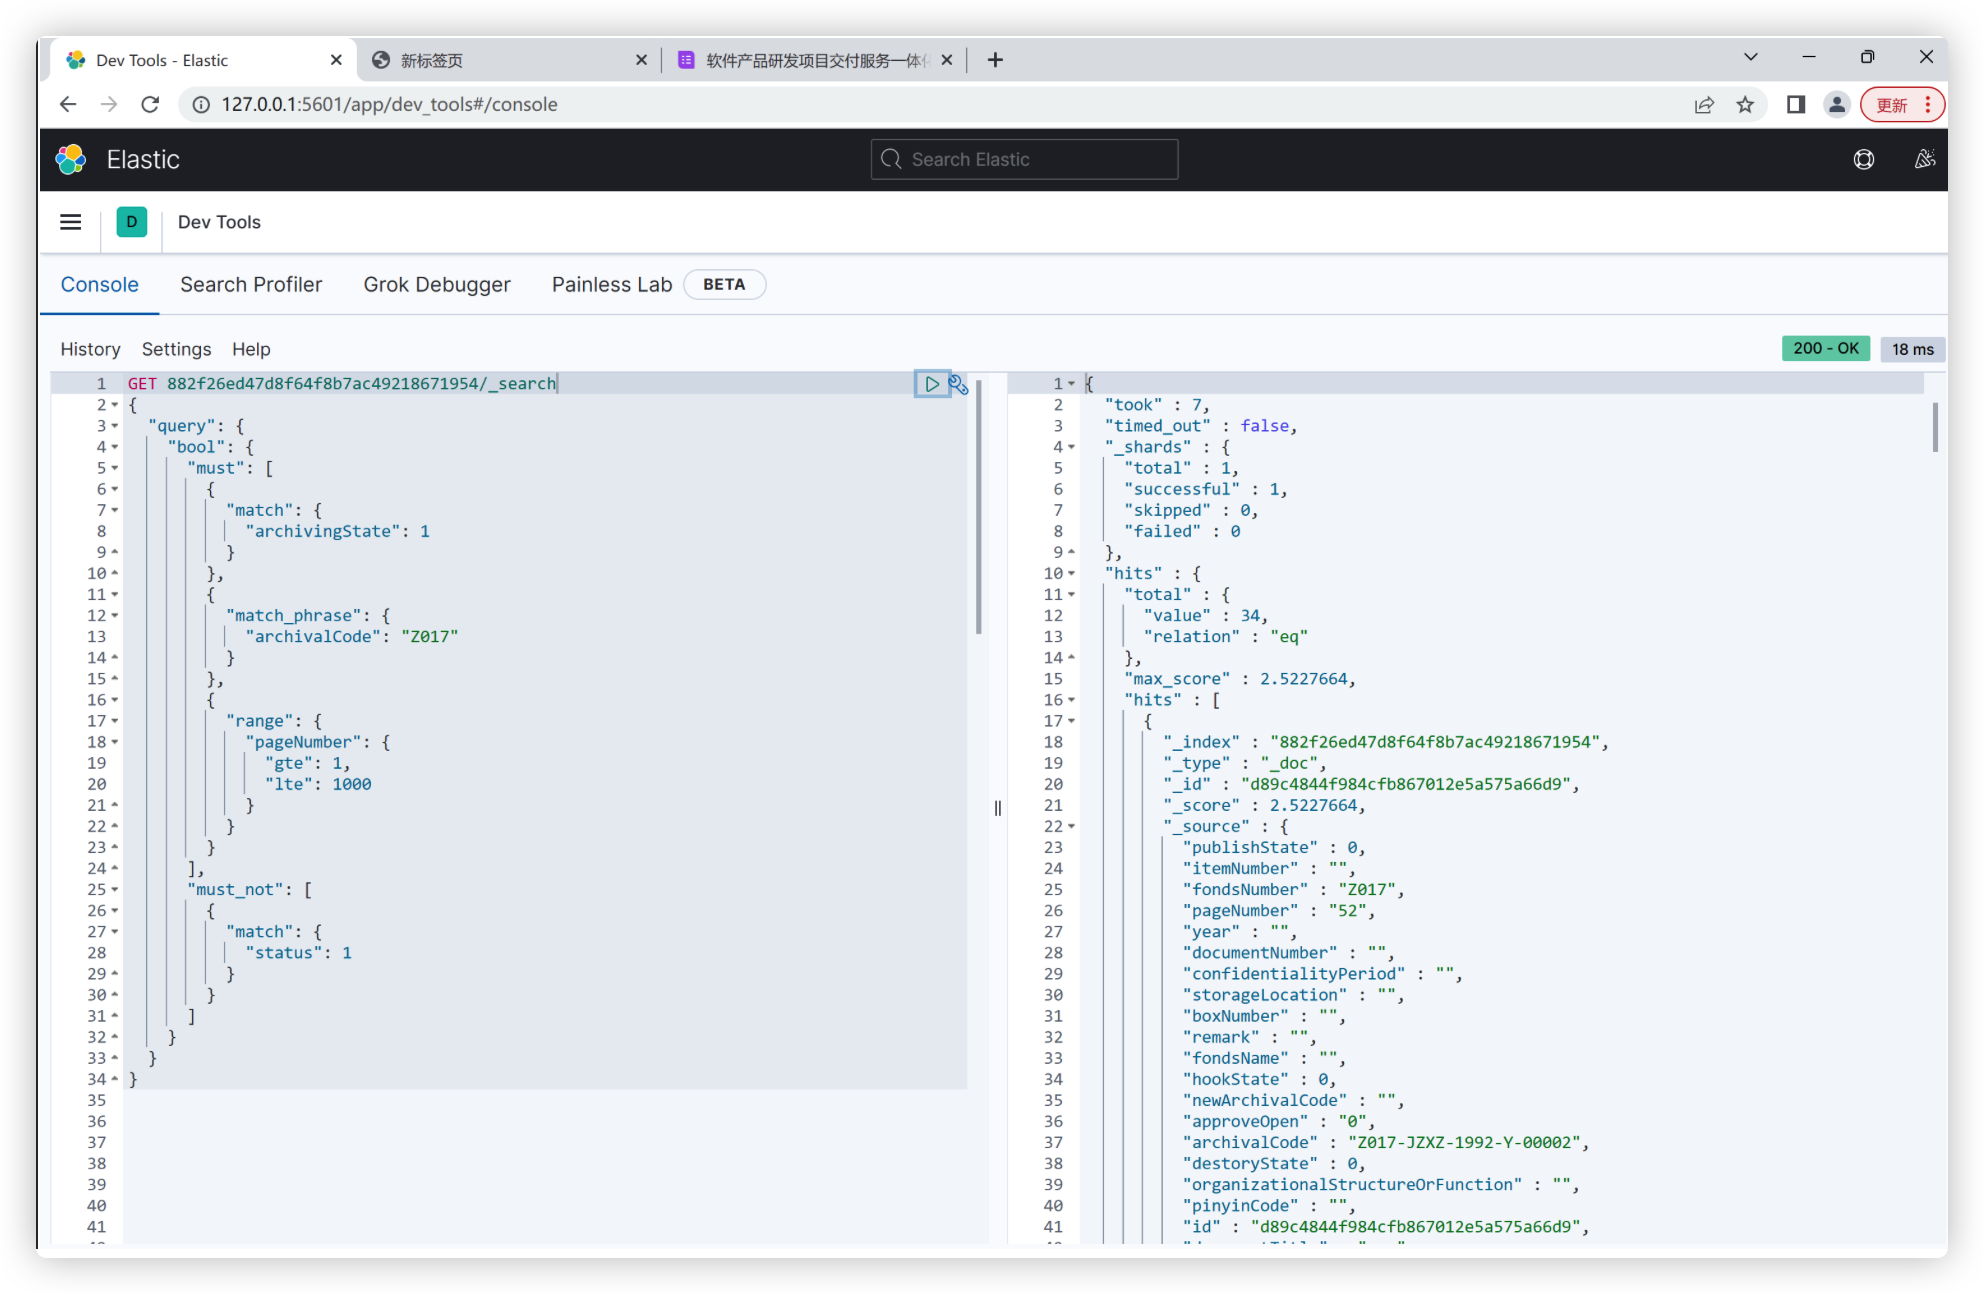 Dev Tools - Elastic
新标签页
软件产品研发项目交付服务一体
127.0.0.1:5601/app/dev_tools#/console
更新
Elastic
Search Elastic
D
Dev Tools
Console
Search Profiler
Grok Debugger
Painless Lab
BETA
History
Settings
Help
200 - OK
18 ms
1 GET 882f26ed47d8f64f8b7ac49218671954/_search
2 {
3 "query": {
4 "bool": {
5 "must": [
6 {
7 "match": {
8 "archivingState": 1
9 }
10 },
11 {
12 "match_phrase": {
13 "archivalCode": "Z017"
14 }
15 },
16 {
17 "range": {
18 "pageNumber": {
19 "gte": 1,
20 "lte": 1000
21 }
22 }
23 }
24 ],
25 "must_not": [
26 {
27 "match": {
28 "status": 1
29 }
30 }
31 ]
32 }
33 }
34 }
35
36
37
38
39
40
41
1 {
2 "took" : 7,
3 "timed_out" : false,
4 "_shards" : {
5 "total" : 1,
6 "successful" : 1,
7 "skipped" : 0,
8 "failed" : 0
9 },
10 "hits" : {
11 "total" : {
12 "value" : 34,
13 "relation" : "eq"
14 },
15 "max_score" : 2.5227664,
16 "hits" : [
17 {
18 "_index" : "882f26ed47d8f64f8b7ac49218671954",
19 "_type" : "_doc",
20 "_id" : "d89c4844f984cfb867012e5a575a66d9",
21 "_score" : 2.5227664,
22 "_source" : {
23 "publishState" : 0,
24 "itemNumber" : "",
25 "fondsNumber" : "Z017",
26 "pageNumber" : "52",
27 "year" : "",
28 "documentNumber" : "",
29 "confidentialityPeriod" : "",
30 "storageLocation" : "",
31 "boxNumber" : "",
32 "remark" : "",
33 "fondsName" : "",
34 "hookState" : 0,
35 "newArchivalCode" : "",
36 "approveOpen" : "0",
37 "archivalCode" : "Z017-JZXZ-1992-Y-00002",
38 "destoryState" : 0,
39 "organizationalStructureOrFunction" : "",
40 "pinyinCode" : "",
41 "id" : "d89c4844f984cfb867012e5a575a66d9",